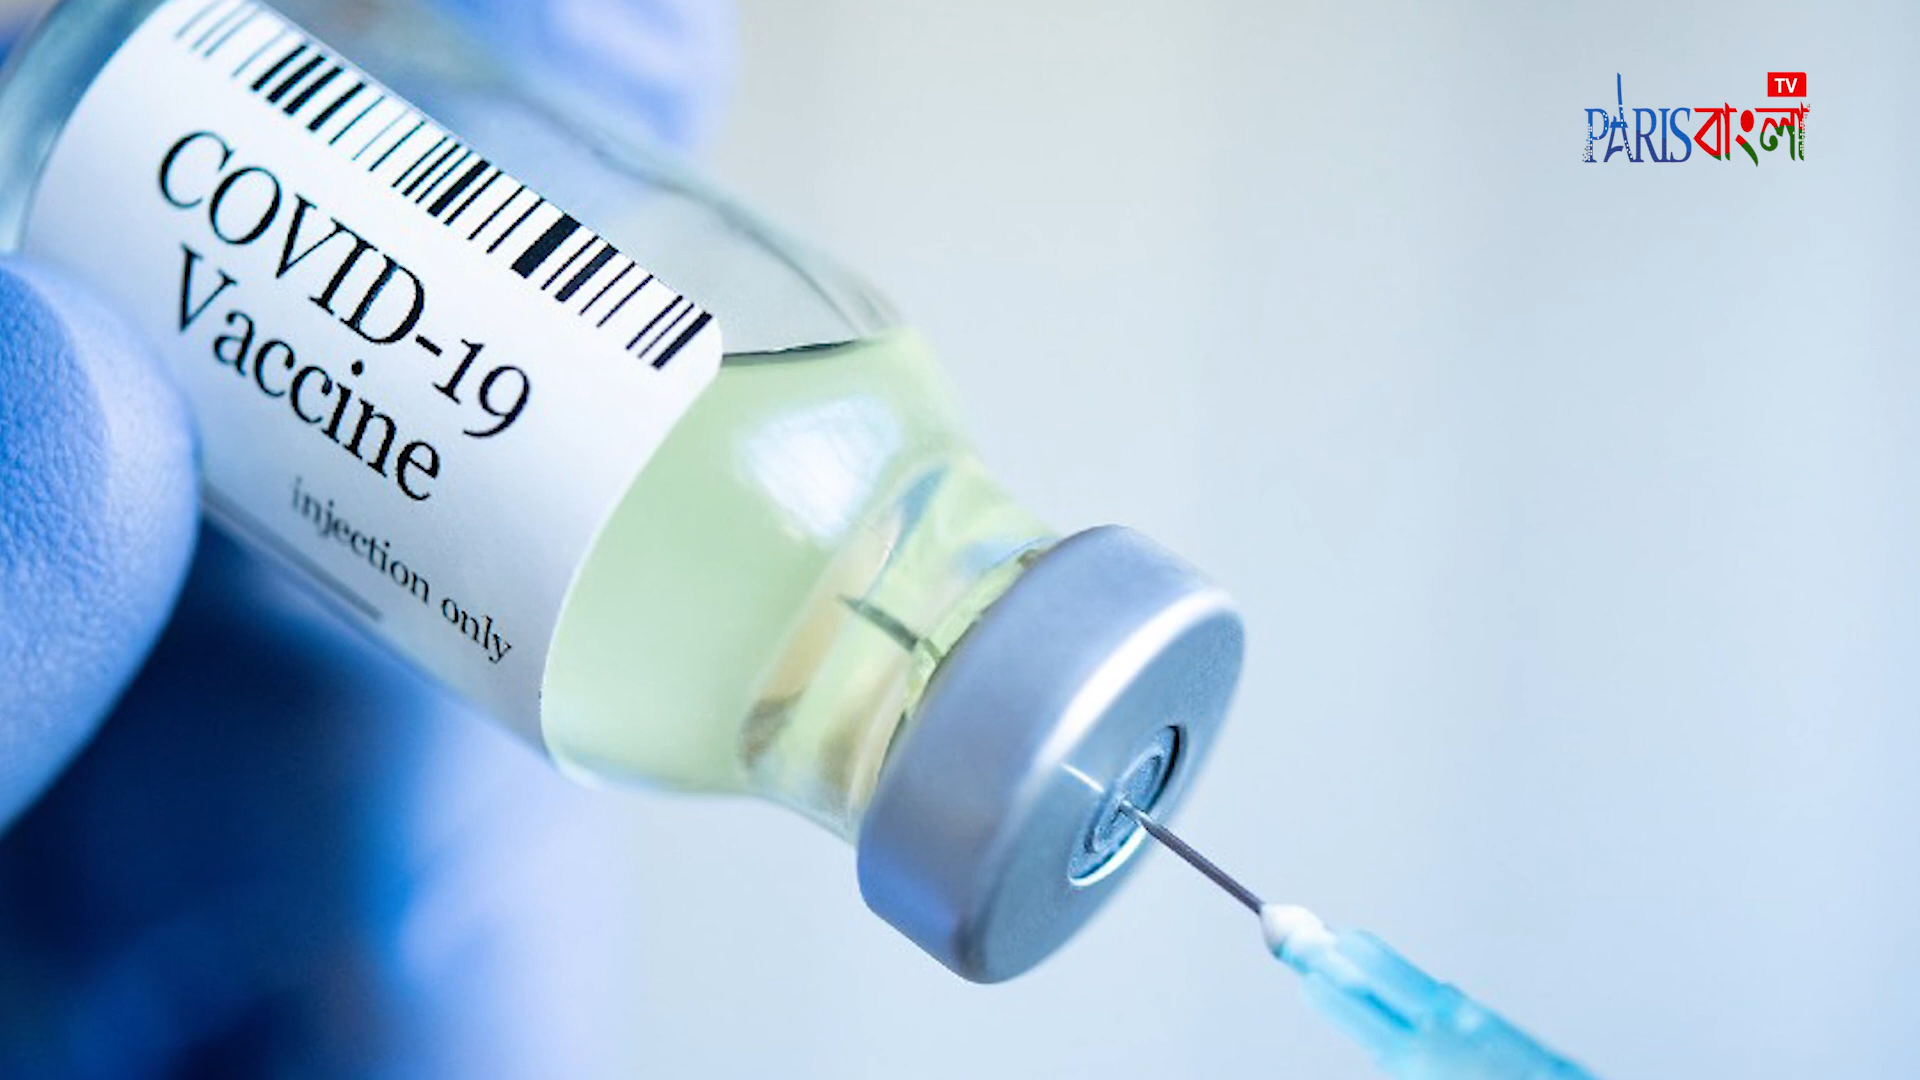 TV
PARISবাংলা
COVID-19
Vaccine
injection only